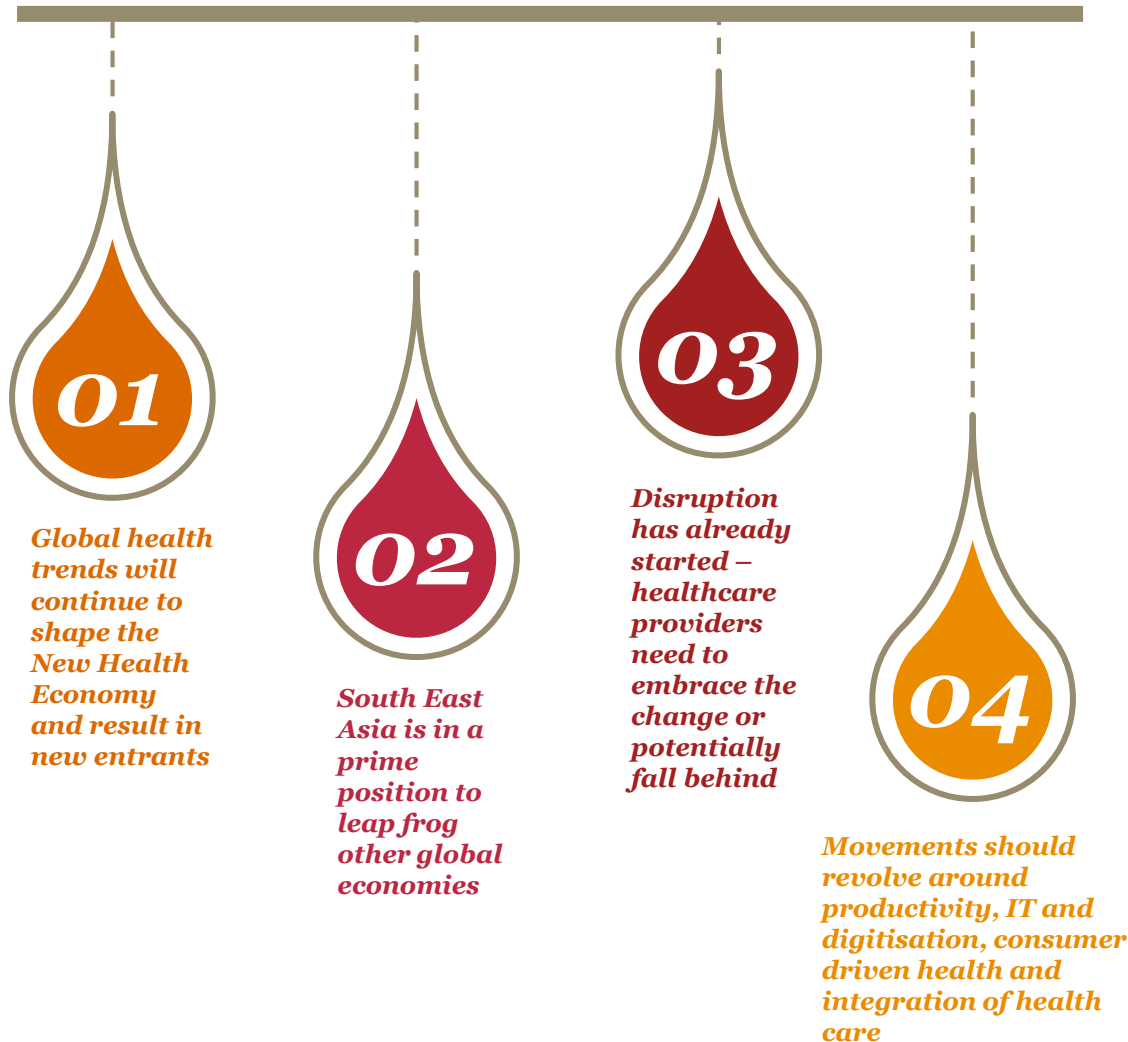 01
Global health
trends will
continue to
shape the
New Health
Economy
and result in
new entrants
02
South East
Asia is in a
prime
position to
leap frog
other global
economies
03
Disruption
has already
started –
healthcare
providers
need to
embrace the
change or
potentially
fall behind
04
Movements should
revolve around
productivity, IT and
digitisation, consumer
driven health and
integration of health
care